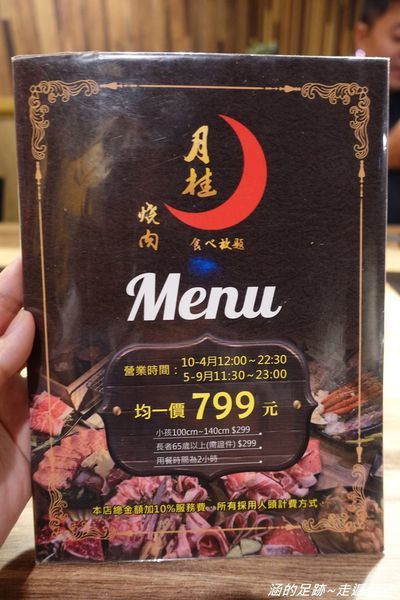 月桂
燒肉
食べ放題
Menu
營業時間：10-4月12:00~22:30
5-9月11:30~23:00
均一價 799 元
小孩100cm~140cm $299
長者65歲以上(需證件) $299
用餐時間為2小時
本店總金額加10%服務費，所有採用人頭計費方式。
涵的足跡~走遍